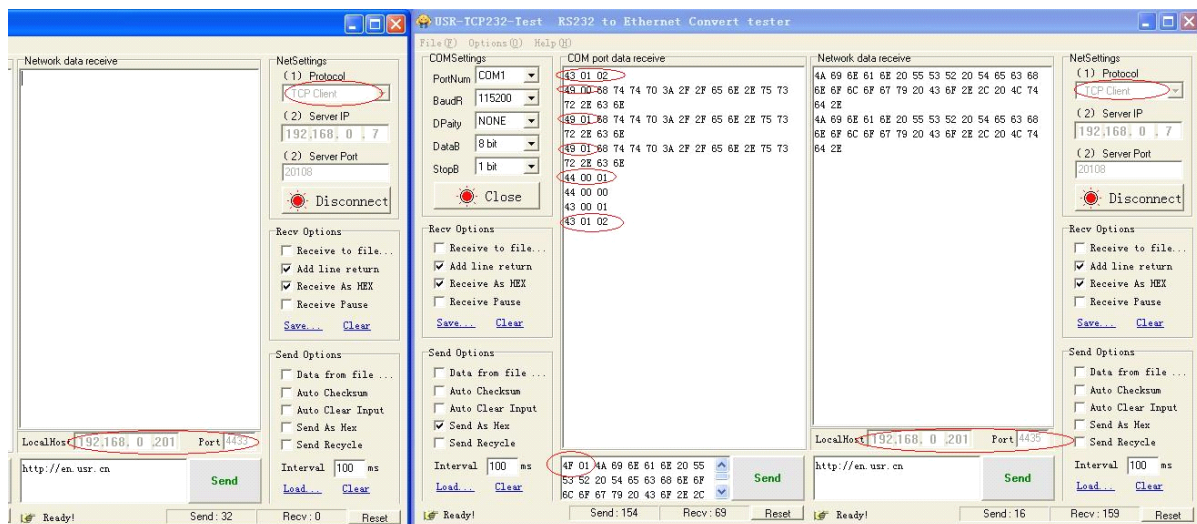 Network data receive
NetSettings
(1) Protocol
TCP Client
(2) Server IP
192.168. 0 . 7
(2) Server Port
20108
Disconnect
Recv Options
Receive to file...
Add line return
Receive As HEX
Receive Pause
Save... Clear
Send Options
Data from file ...
Auto Checksum
Auto Clear Input
Send As Hex
Send Recycle
Interval 100 ms
Load... Clear
LocalHost 192.168. 0 .201 Port 4433
http://en.usr.cn
Send
Ready! Send: 32 Recv: 0 Reset
USR-TCP232-Test RS232 to Ethernet Convert tester
File(F) Options(O) Help(H)
COMSettings
PortNum COM1
BaudR 115200
DPaity NONE
DataB 8 bit
StopB 1 bit
Close
Recv Options
Receive to file...
Add line return
Receive As HEX
Receive Pause
Save... Clear
Send Options
Data from file ...
Auto Checksum
Auto Clear Input
Send As Hex
Send Recycle
Interval 100 ms
Load... Clear
COM port data receive
43 01 02
49 00 68 74 74 70 3A 2F 2F 65 6E 2E 75 73
72 2E 63 6E
49 01 68 74 74 70 3A 2F 2F 65 6E 2E 75 73
72 2E 63 6E
49 01 68 74 74 70 3A 2F 2F 65 6E 2E 75 73
72 2E 63 6E
44 00 01
44 00 00
43 00 01
43 01 02
4F 01 4A 69 6E 61 6E 20 55
53 52 20 54 65 63 68 6E 6F
6C 6F 67 79 20 43 6F 2E 2C
Send
Ready! Send: 154 Recv: 69 Reset
Network data receive
4A 69 6E 61 6E 20 55 53 52 20 54 65 63 68
6E 6F 6C 6F 67 79 20 43 6F 2E 2C 20 4C 74
64 2E
4A 69 6E 61 6E 20 55 53 52 20 54 65 63 68
6E 6F 6C 6F 67 79 20 43 6F 2E 2C 20 4C 74
64 2E
LocalHost 192.168. 0 .201 Port 4435
http://en.usr.cn
Send
Ready! Send: 16 Recv: 159 Reset
NetSettings
(1) Protocol
TCP Client
(2) Server IP
192.168. 0 . 7
(2) Server Port
20108
Disconnect
Recv Options
Receive to file...
Add line return
Receive As HEX
Receive Pause
Save... Clear
Send Options
Data from file ...
Auto Checksum
Auto Clear Input
Send As Hex
Send Recycle
Interval 100 ms
Load... Clear